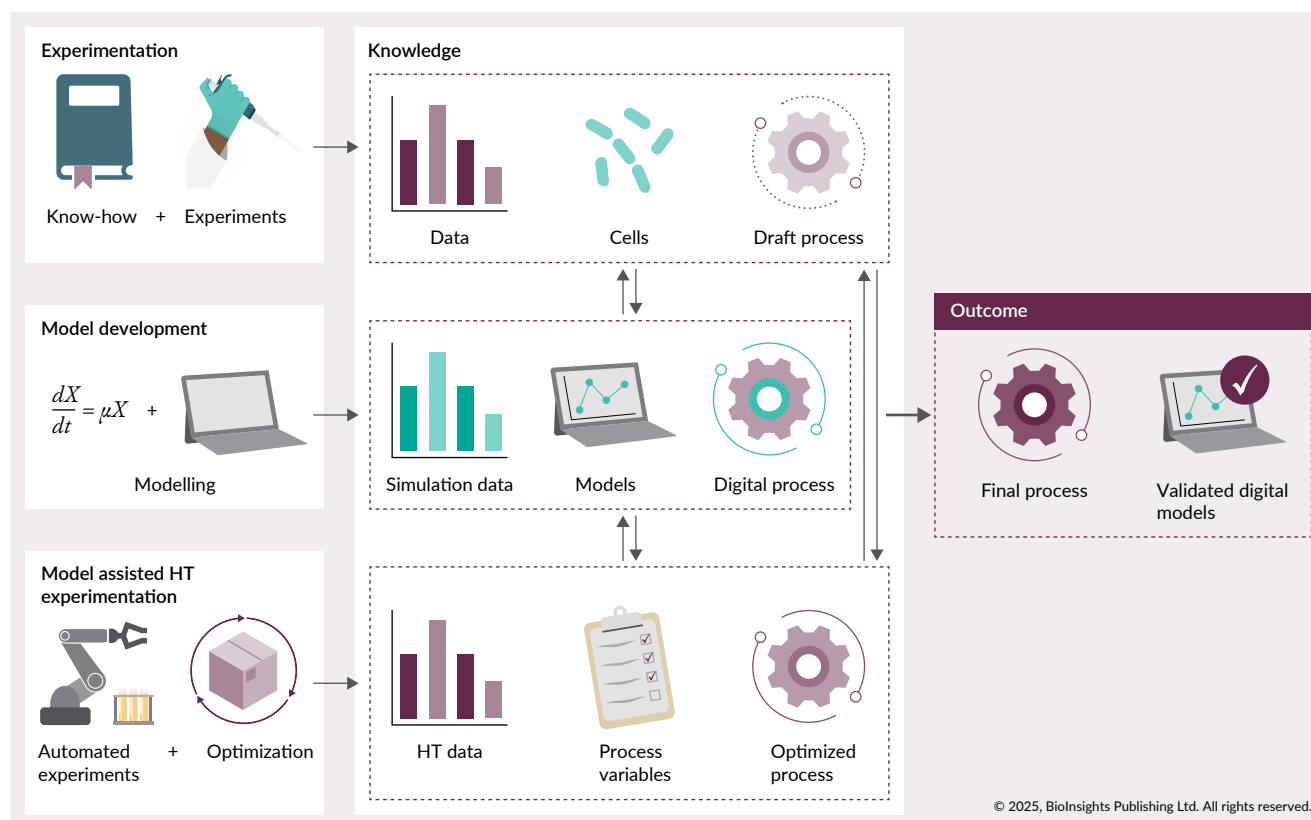 Experimentation
Know-how + Experiments
Knowledge
Data
Cells
Draft process
Model development
dX
dt
= μX
+
Modelling
Simulation data
Models
Digital process
Model assisted HT
experimentation
Automated
experiments
+
Optimization
HT data
Process
variables
Optimized
process
Outcome
Final process
Validated digital
models
© 2025, BioInsights Publishing Ltd. All rights reserved.